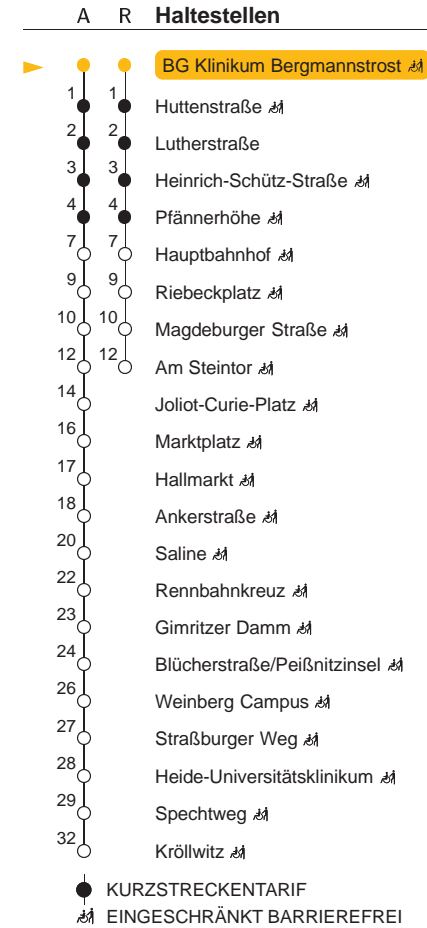 A R Haltestellen
BG Klinikum Bergmannstrost
1 1 Huttenstraße
2 2 Lutherstraße
3 3 Heinrich-Schütz-Straße
4 4 Pfännerhöhe
7 7 Hauptbahnhof
9 9 Riebeckplatz
10 10 Magdeburger Straße
12 12 Am Steintor
14 Joliot-Curie-Platz
16 Marktplatz
17 Hallmarkt
18 Ankerstraße
20 Saline
22 Rennbahnkreuz
23 Gimritzer Damm
24 Blücherstraße/Peißnitzinsel
26 Weinberg Campus
27 Straßburger Weg
28 Heide-Universitätsklinikum
29 Spechtweg
32 Kröllwitz
KURZSTRECKENTARIF
EINGESCHRÄNKT BARRIEREFREI